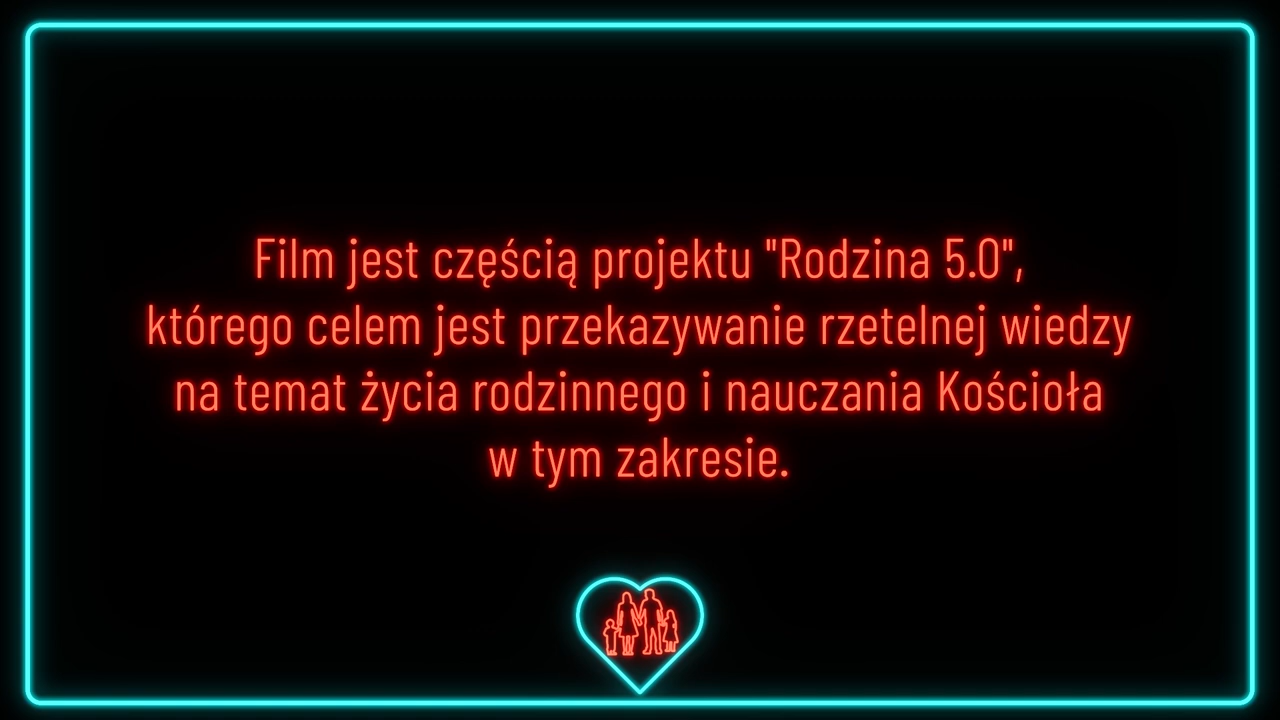 Film jest częścią projektu "Rodzina 5.0",
którego celem jest przekazywanie rzetelnej wiedzy
na temat życia rodzinnego i nauczania Kościoła
w tym zakresie.